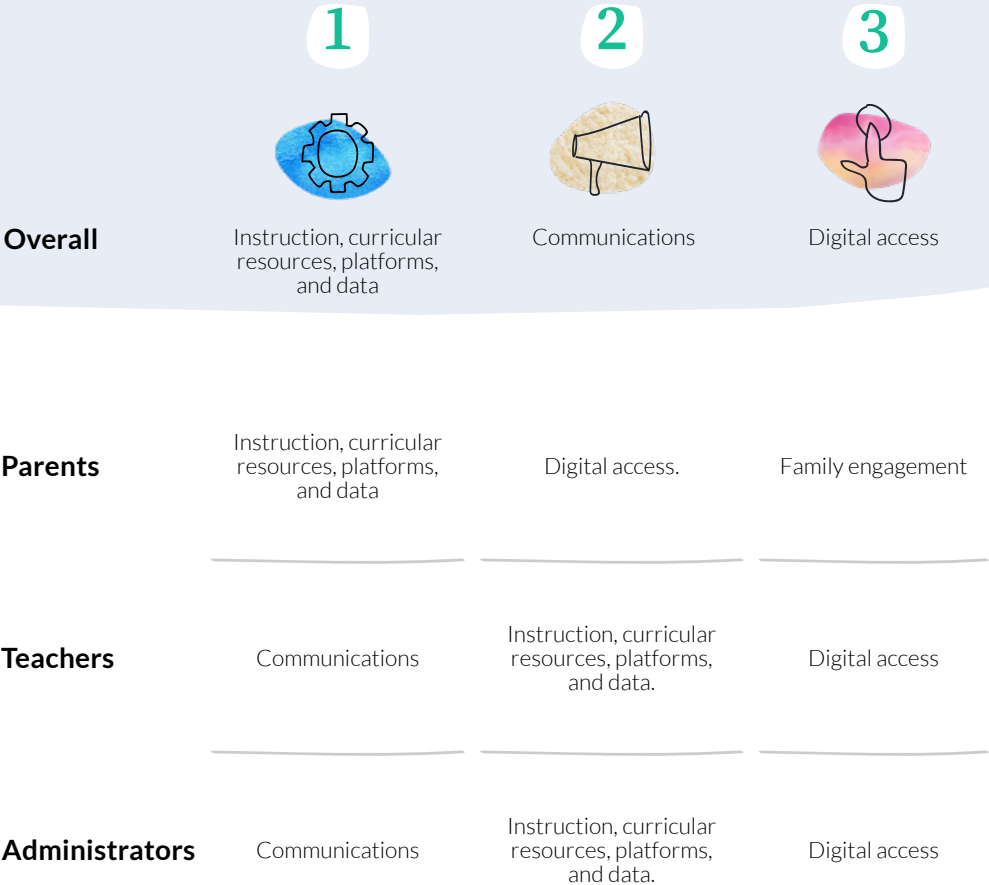 1 2 3
Overall
Instruction, curricular
resources, platforms,
and data
Communications
Digital access
Parents
Instruction, curricular
resources, platforms,
and data
Digital access.
Family engagement
Teachers
Communications
Instruction, curricular
resources, platforms,
and data.
Digital access
Administrators
Communications
Instruction, curricular
resources, platforms,
and data.
Digital access